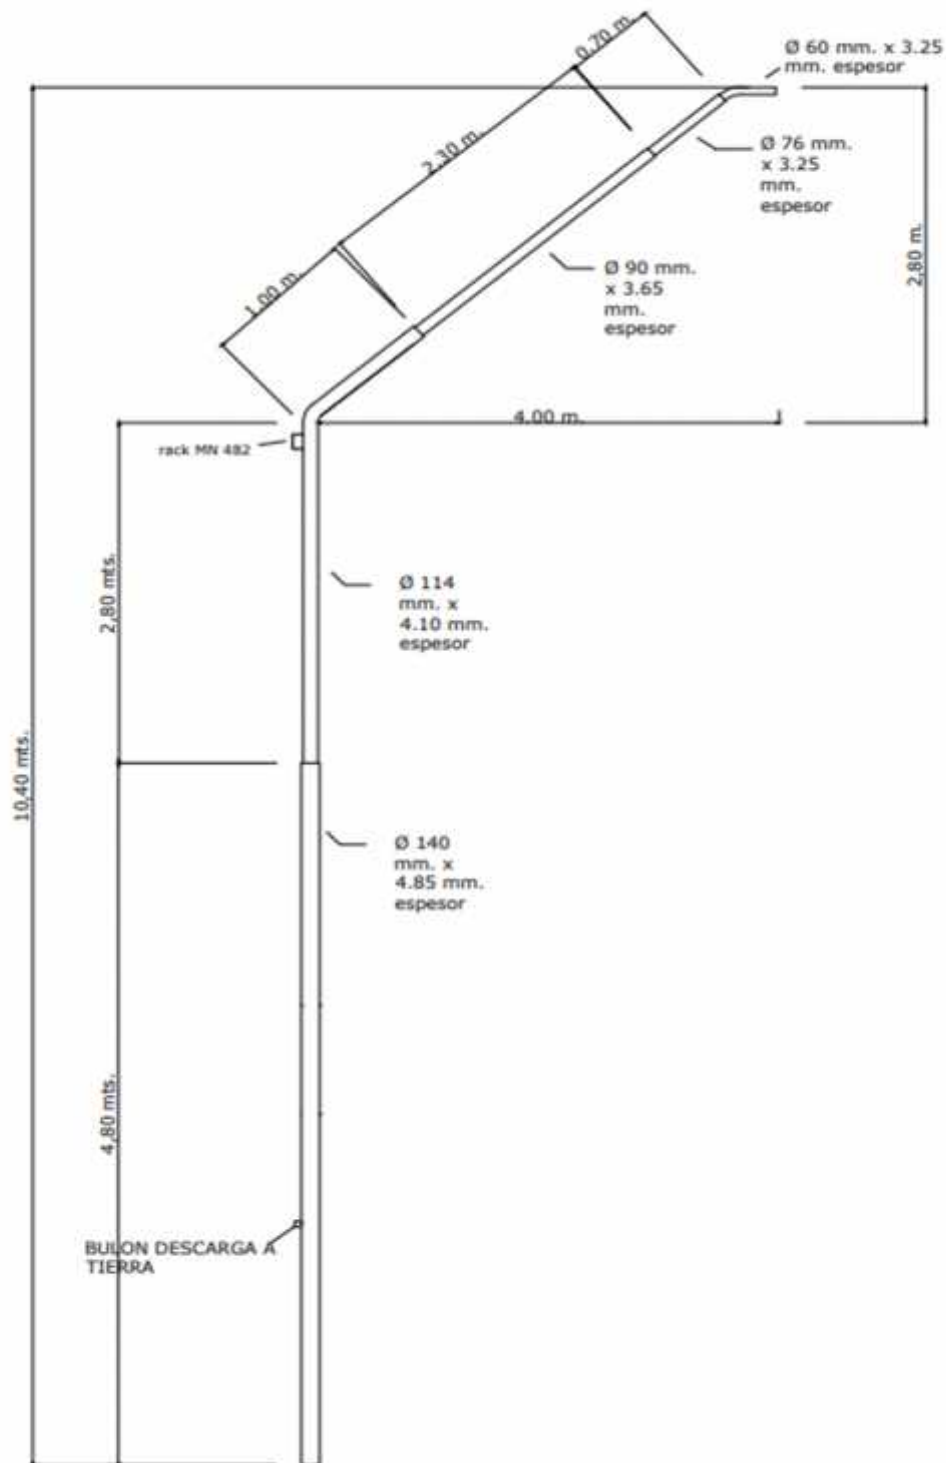 0.70 m.
Ø 60 mm. x 3.25
mm. espesor
2.30 m.
Ø 76 mm.
x 3.25
mm.
espesor
2,80 m.
1.00 m.
Ø 90 mm.
x 3.65
mm.
espesor
4.00 m.
rack MN 482
2,80 mts.
Ø 114
mm. x
4.10 mm.
espesor
10,40 mts.
Ø 140
mm. x
4.85 mm.
espesor
4,80 mts.
BULON DESCARGA A
TIERRA